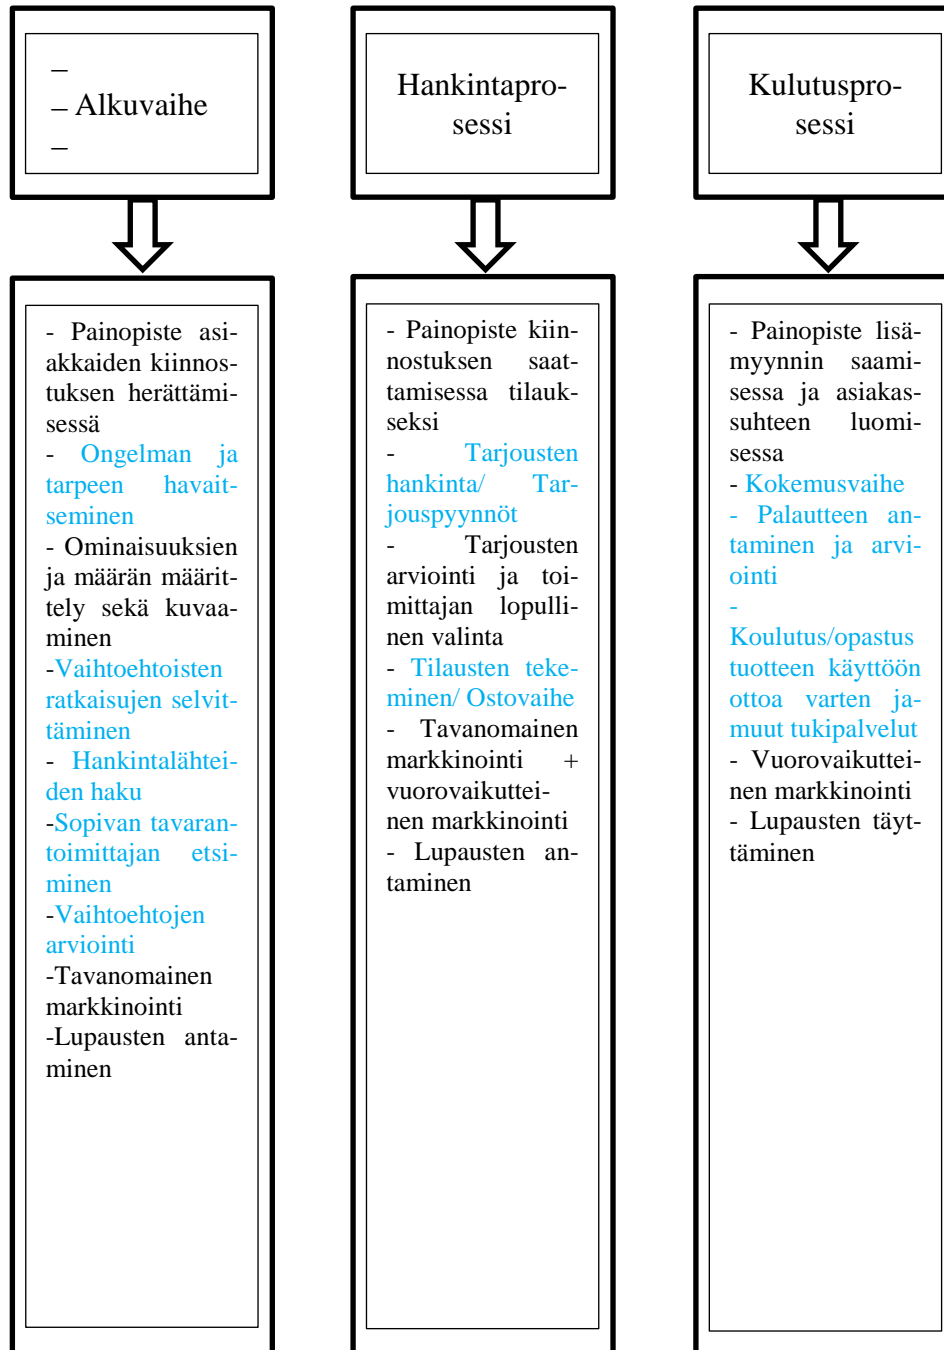 –
– Alkuvaihe
–
- Painopiste asi-
akkaiden kiinnos-
tuksen herättämi-
sessä
- Ongelman ja
tarpeen havait-
seminen
- Ominaisuuksien
ja määrän määrit-
tely sekä kuvaa-
minen
-Vaihtoehtoisten
ratkaisujen selvit-
täminen
- Hankintalähtei-
den haku
-Sopivan tavaran-
toimittajan etsi-
minen
-Vaihtoehtojen
arviointi
-Tavanomainen
markkinointi
-Lupausten anta-
minen
Hankintapro-
sessi
- Painopiste kiin-
nostuksen saat-
tamisessa tilauk-
seksi
- Tarjousten
hankinta/ Tar-
jouspyynnöt
- Tarjousten
arviointi ja toi-
mittajan lopulli-
nen valinta
- Tilausten teke-
minen/ Ostovaihe
- Tavanomainen
markkinointi +
vuorovaikuttei-
nen markkinointi
- Lupausten an-
taminen
Kulutuspro-
sessi
- Painopiste lisä-
myynnin saami-
sessa ja asiakas-
suhteen luomi-
sessa
- Kokemusvaihe
- Palautteen an-
taminen ja arvi-
ointi
-
Koulutus/opastus
tuotteen käyttöön
ottoa varten ja-
muut tukipalvelut
- Vuorovaikuttei-
nen markkinointi
- Lupausten täyt-
täminen